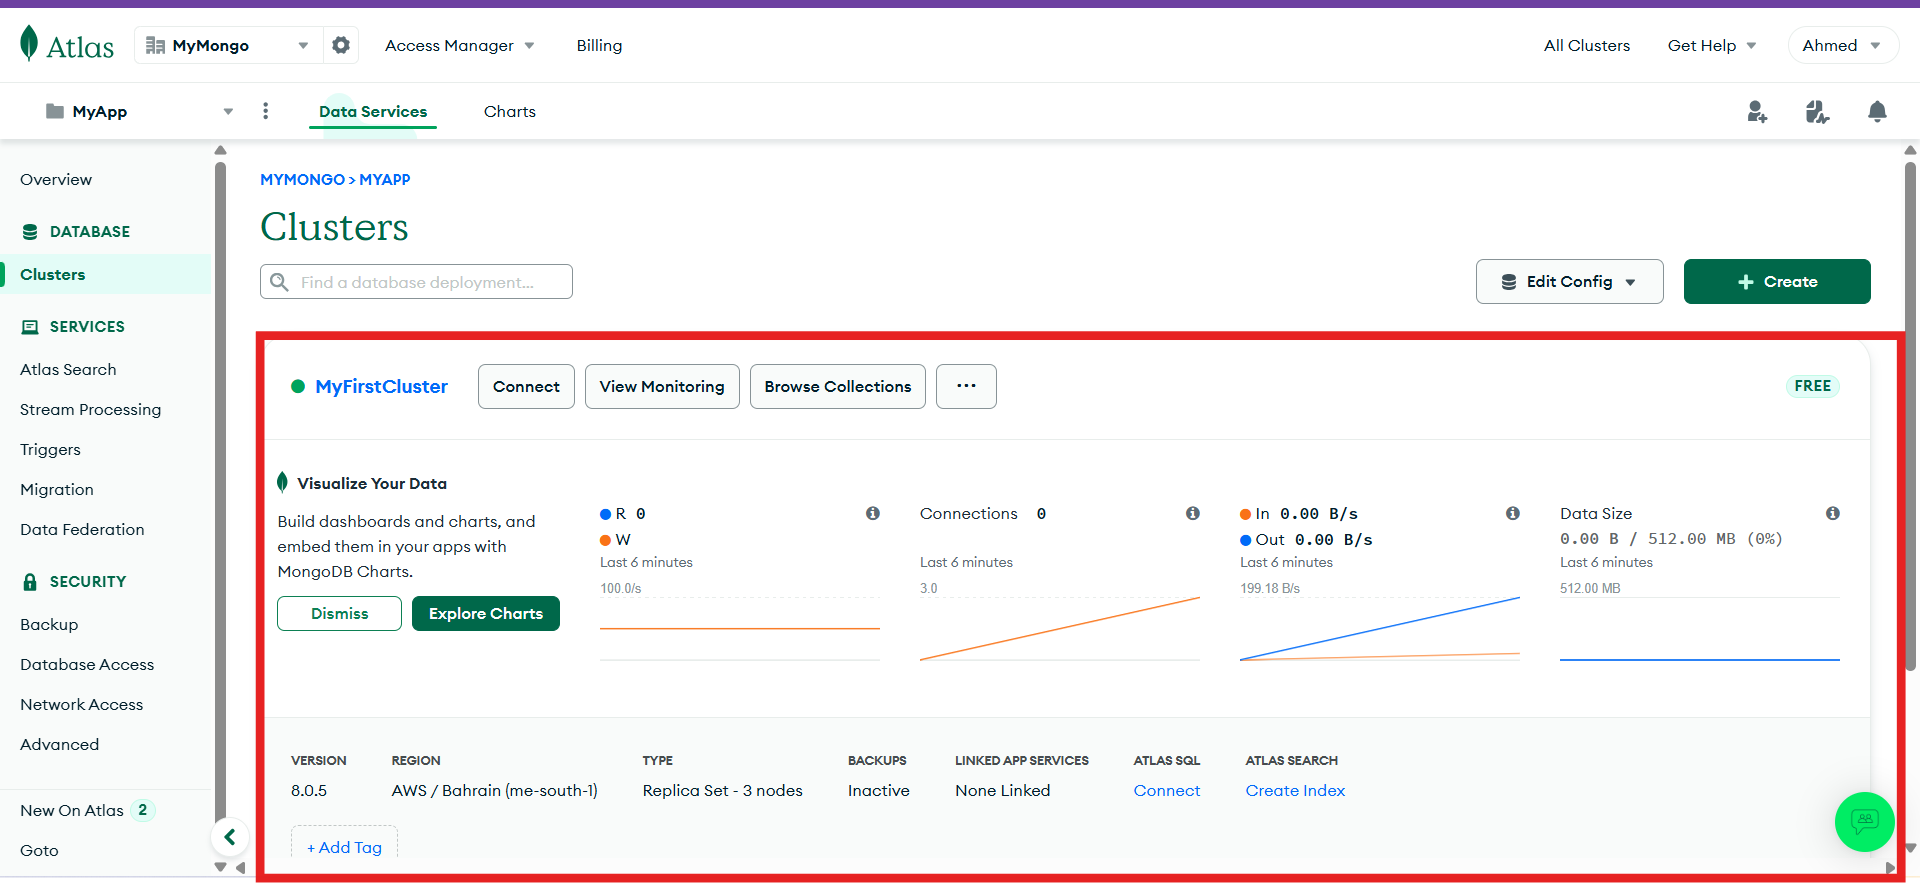 Atlas MyMongo Access Manager Billing All Clusters Get Help Ahmed
MyApp Data Services Charts
Overview
DATABASE
Clusters
SERVICES
Atlas Search
Stream Processing
Triggers
Migration
Data Federation
SECURITY
Backup
Database Access
Network Access
Advanced
New On Atlas 2
Goto
MYMONGO > MYAPP
Clusters
Find a database deployment...
Edit Config
+ Create
MyFirstCluster Connect View Monitoring Browse Collections ... FREE
Visualize Your Data
Build dashboards and charts, and
embed them in your apps with
MongoDB Charts.
Dismiss Explore Charts
R 0
W
Last 6 minutes
100.0/s
Connections 0
Last 6 minutes
3.0
In 0.00 B/s
Out 0.00 B/s
Last 6 minutes
199.18 B/s
Data Size
0.00 B / 512.00 MB (0%)
Last 6 minutes
512.00 MB
VERSION REGION TYPE BACKUPS LINKED APP SERVICES ATLAS SQL ATLAS SEARCH
8.0.5 AWS / Bahrain (me-south-1) Replica Set - 3 nodes Inactive None Linked Connect Create Index
+ Add Tag